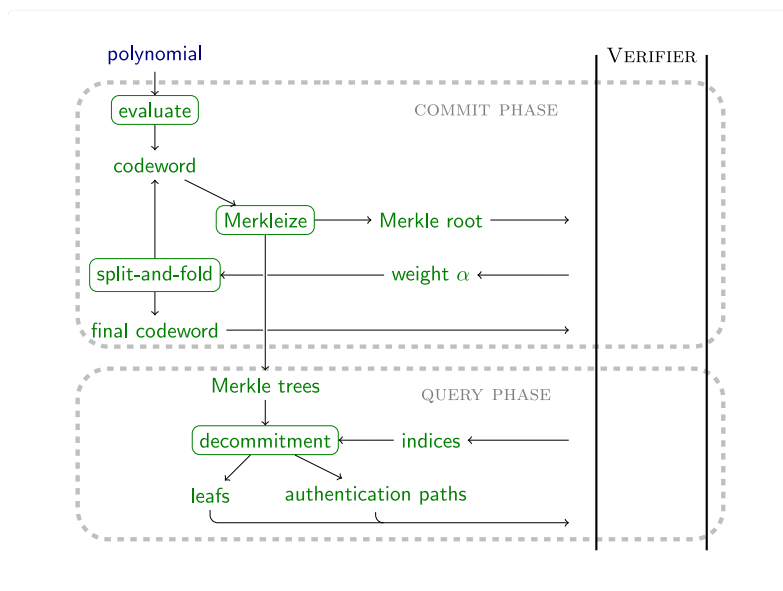 polynomial
VERIFIER
evaluate
COMMIT PHASE
codeword
Merkleize
Merkle root
split-and-fold
weight α
final codeword
Merkle trees
QUERY PHASE
decommitment
indices
leafs
authentication paths